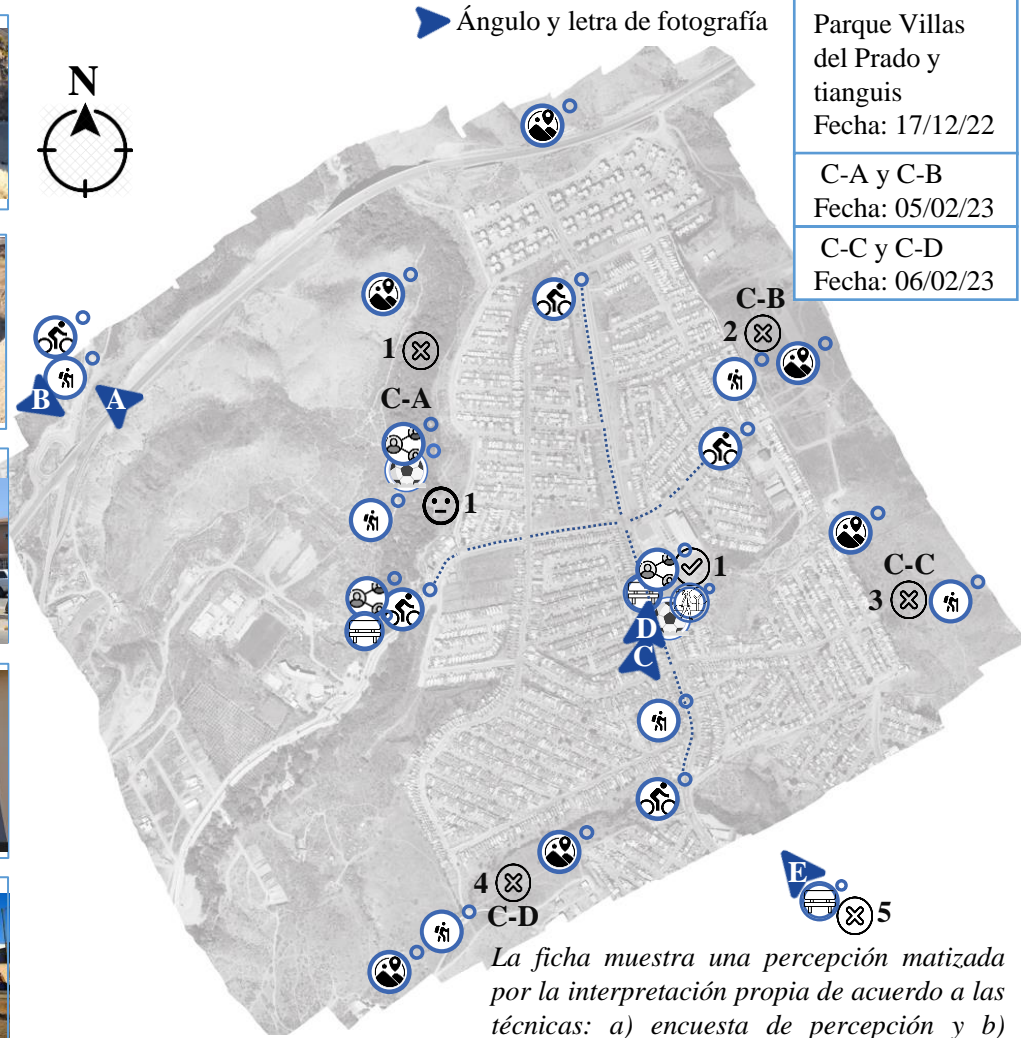 Ángulo y letra de fotografía
Parque Villas
del Prado y
tianguis
Fecha: 17/12/22
C-A y C-B
Fecha: 05/02/23
C-C y C-D
Fecha: 06/02/23
N
C-B
2
1
B
A
C-A
1
C-C
3
1
D
C
4
C-D
E
5
La ficha muestra una percepción matizada
por la interpretación propia de acuerdo a las
técnicas: a) encuesta de percepción y b)